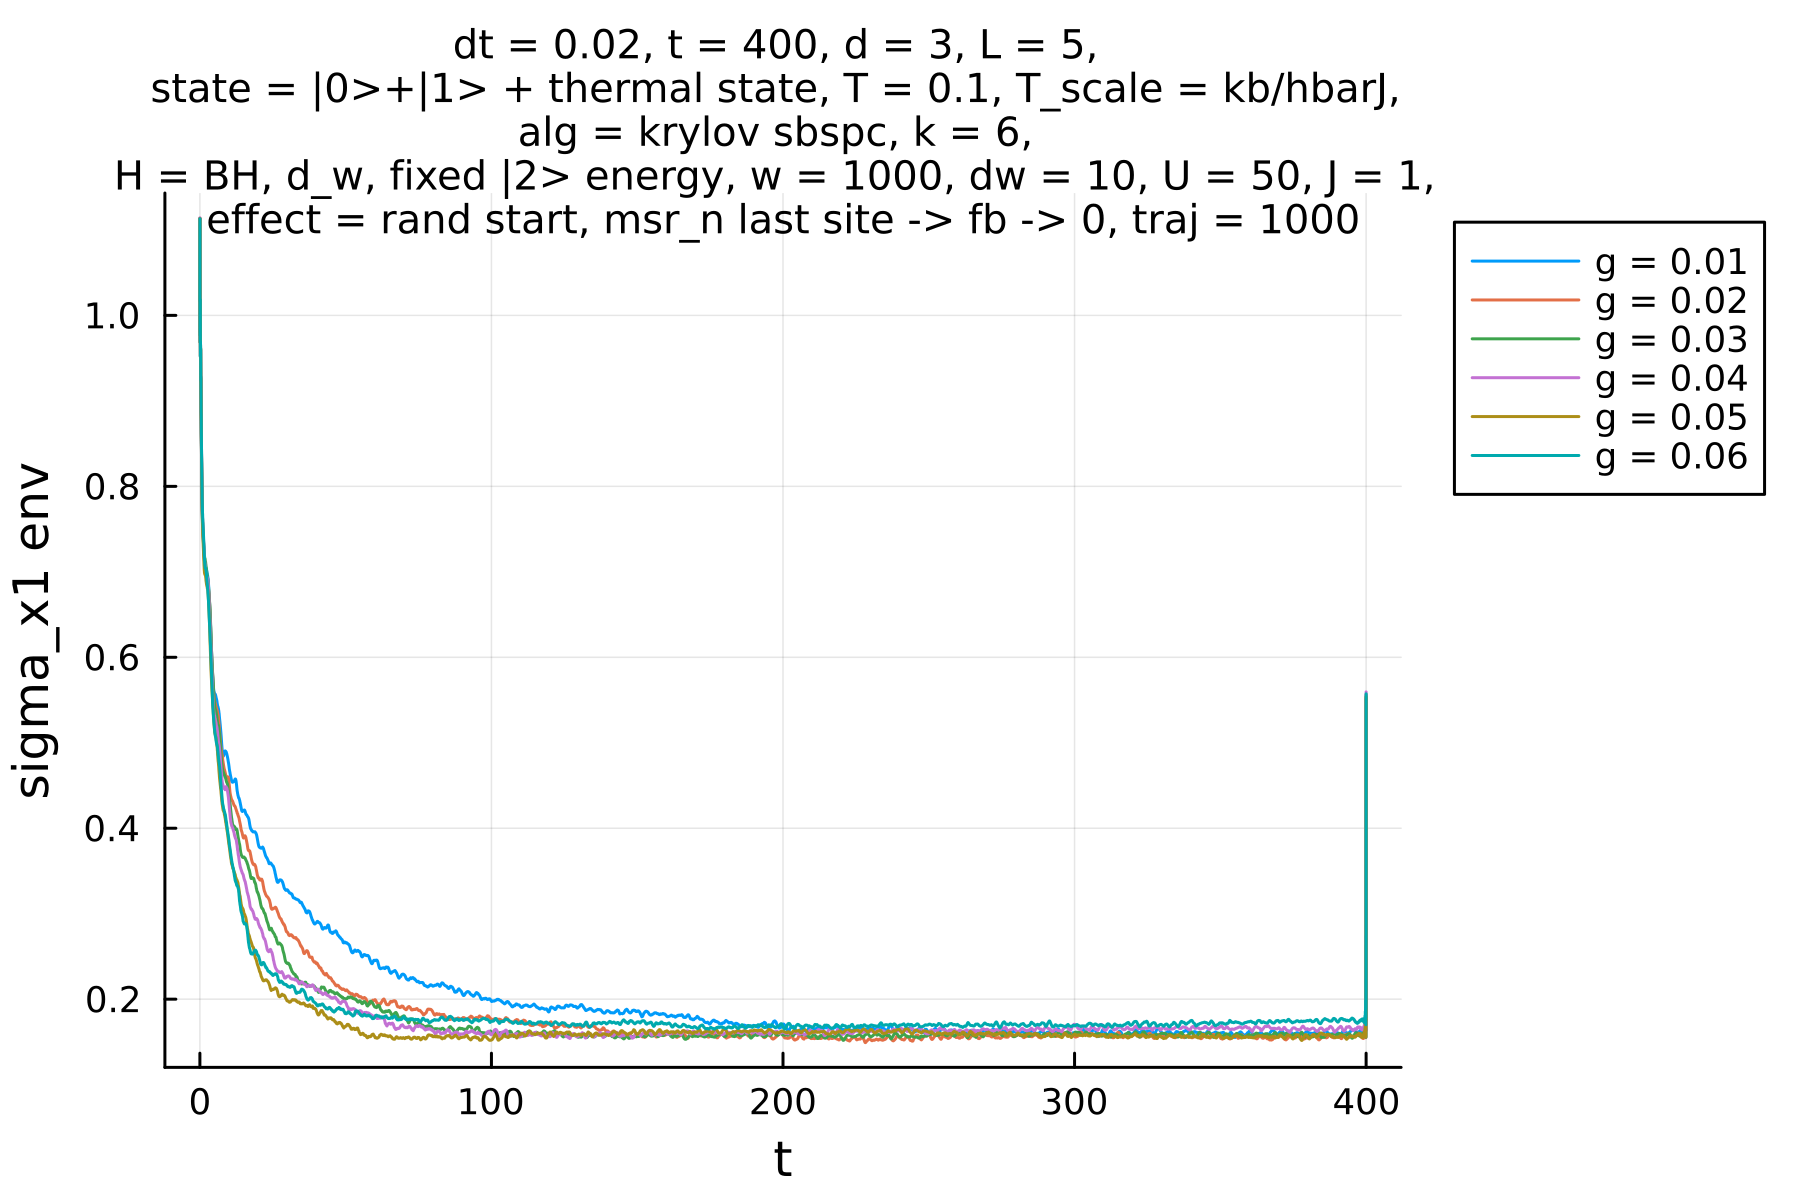 dt = 0.02, t = 400, d = 3, L = 5,
state = |0>+|1> + thermal state, T = 0.1, T_scale = kb/hbarJ,
alg = krylov sbspc, k = 6,
H = BH, d_w, fixed |2> energy, w = 1000, dw = 10, U = 50, J = 1,
effect = rand start, msr_n last site -> fb -> 0, traj = 1000
g = 0.01
g = 0.02
g = 0.03
g = 0.04
g = 0.05
g = 0.06
sigma_x1 env
1.0
0.8
0.6
0.4
0.2
0 100 200 300 400
t